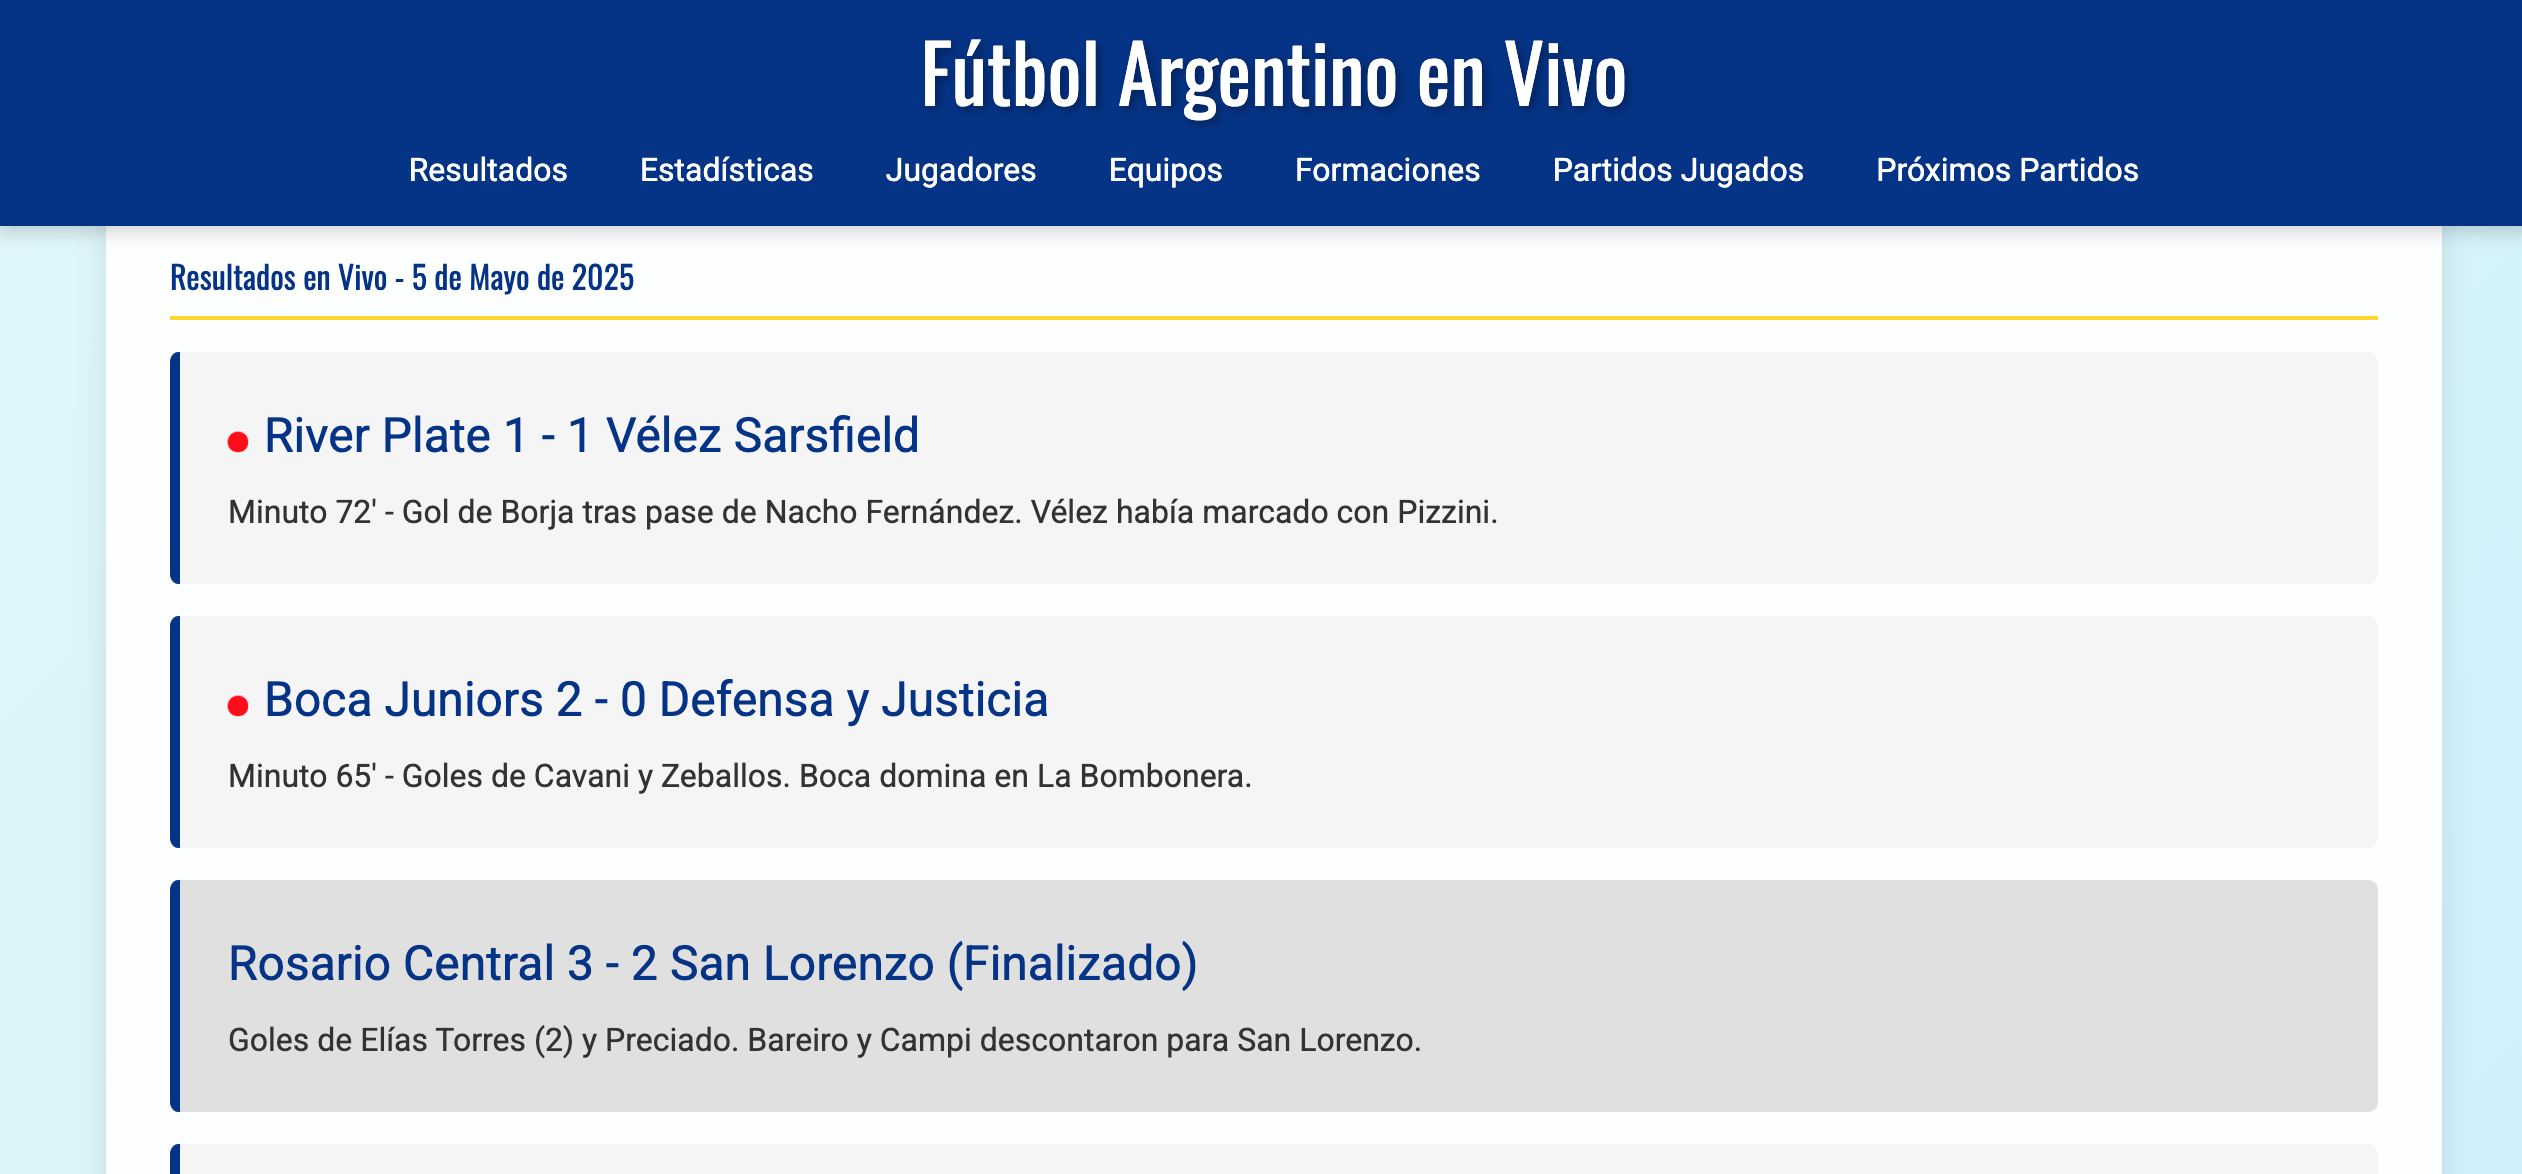 Fútbol Argentino en Vivo
Resultados Estadísticas Jugadores Equipos Formaciones Partidos Jugados Próximos Partidos
Resultados en Vivo - 5 de Mayo de 2025
River Plate 1 - 1 Vélez Sarsfield
Minuto 72' - Gol de Borja tras pase de Nacho Fernández. Vélez había marcado con Pizzini.
Boca Juniors 2 - 0 Defensa y Justicia
Minuto 65' - Goles de Cavani y Zeballos. Boca domina en La Bombonera.
Rosario Central 3 - 2 San Lorenzo (Finalizado)
Goles de Elías Torres (2) y Preciado. Bareiro y Campi descontaron para San Lorenzo.